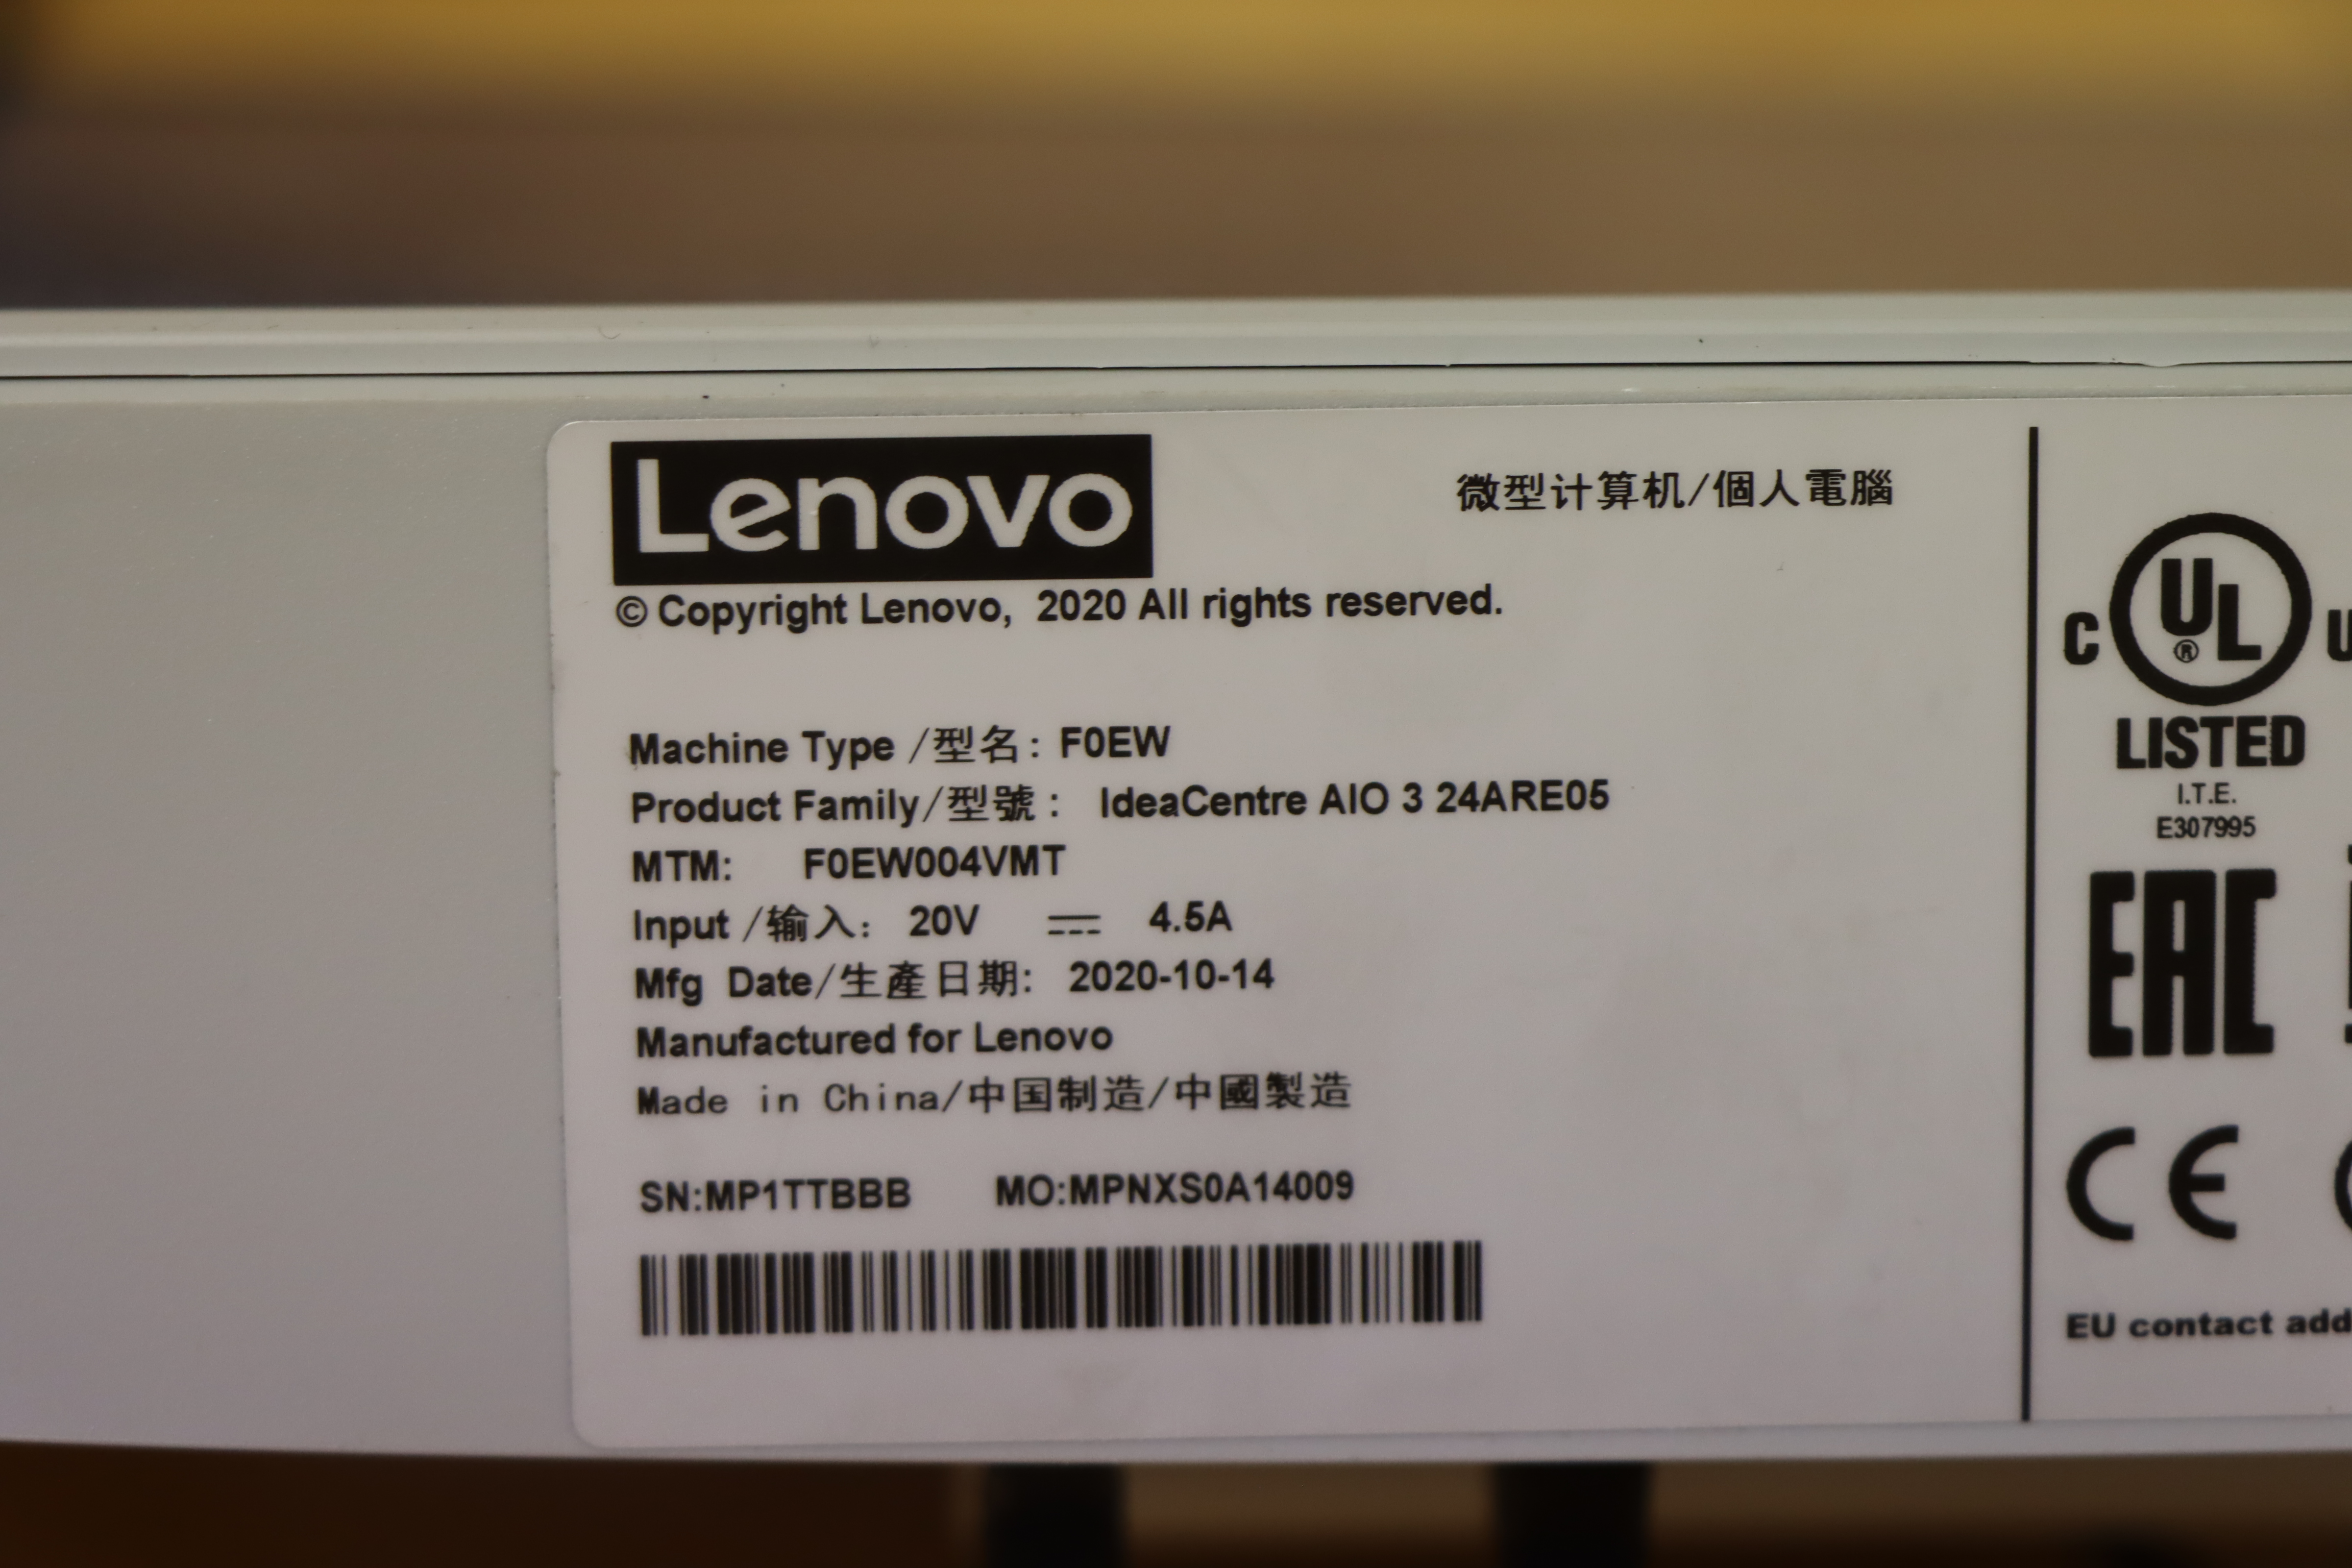 Lenovo
微型计算机/個人電腦
© Copyright Lenovo, 2020 All rights reserved.
Machine Type /型名: F0EW
Product Family/型號: IdeaCentre AIO 3 24ARE05
MTM: F0EW004VMT
Input /输入: 20V ⎓ 4.5A
Mfg Date/生產日期: 2020-10-14
Manufactured for Lenovo
Made in China/中国制造/中國製造
SN:MP1TTBBB MO:MPNXS0A14009
C UL ® U
LISTED
I.T.E.
E307995
EAC
CE
EU contact add